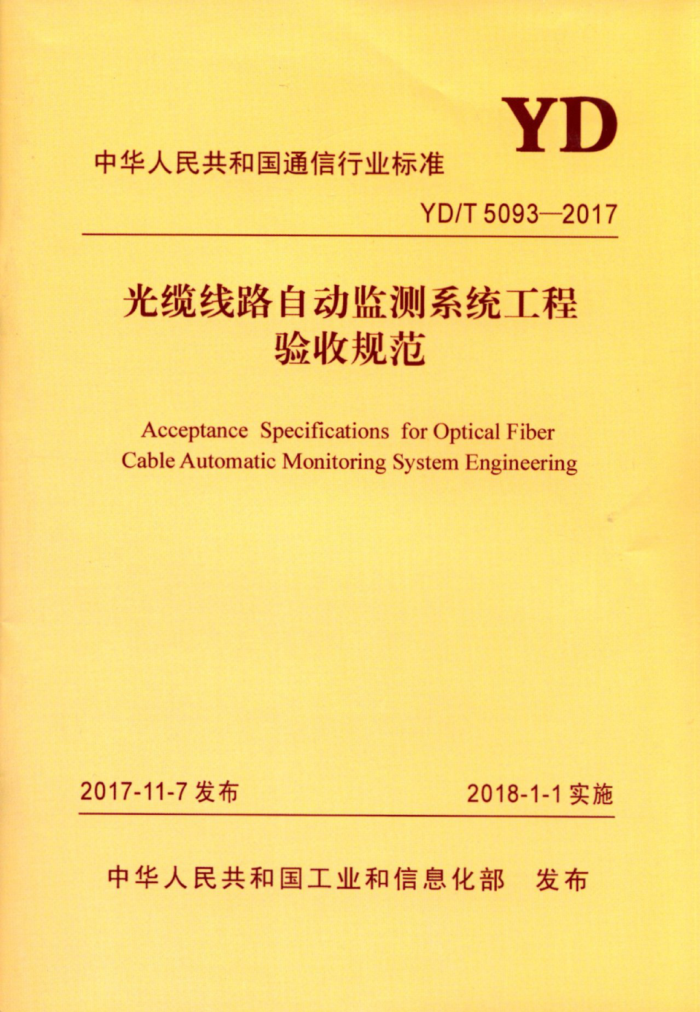 YD
中华人民共和国通信行业标准
YD/T 5093—2017
光缆线路自动监测系统工程
验收规范
Acceptance Specifications for Optical Fiber
Cable Automatic Monitoring System Engineering
2017-11-7 发布
2018-1-1 实施
中华人民共和国工业和信息化部 发布